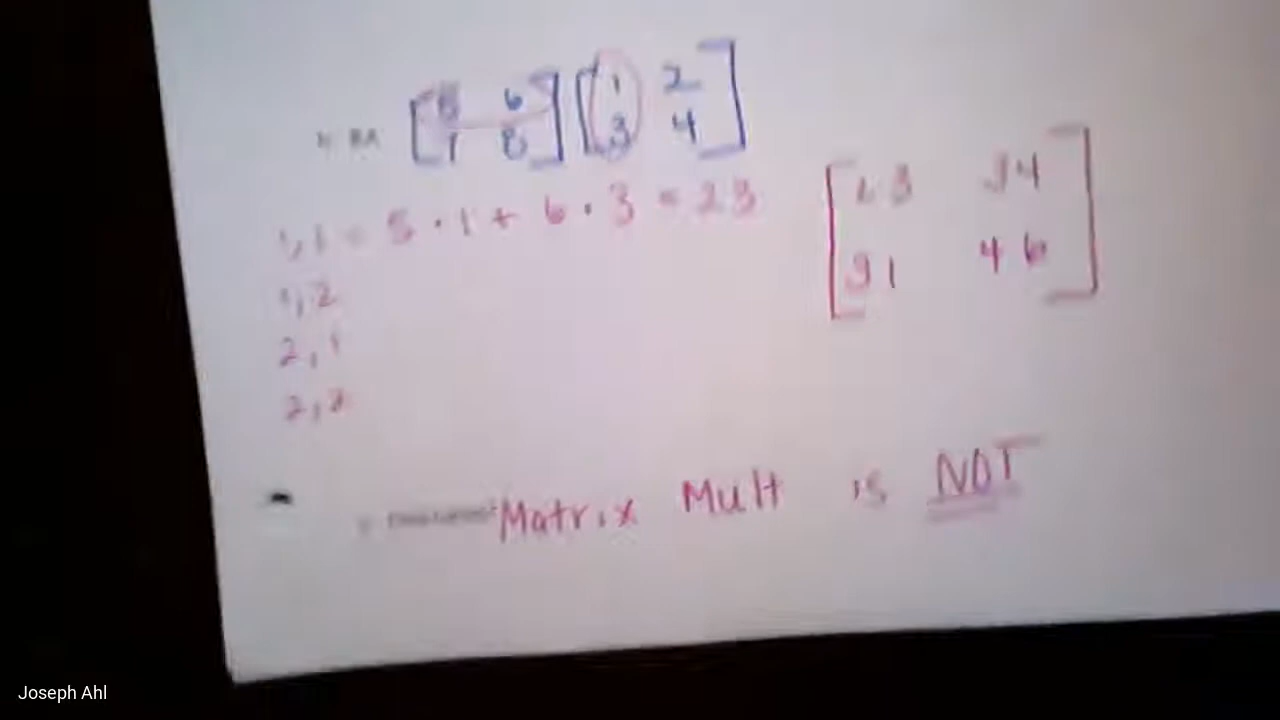 BA [5 6 7 8] [1 2 3 4]
1,1 = 5 · 1 + 6 · 3 = 23
[23 34 31 46]
1,2
2,1
2,2
Matrix Mult is NOT
Joseph Ahl